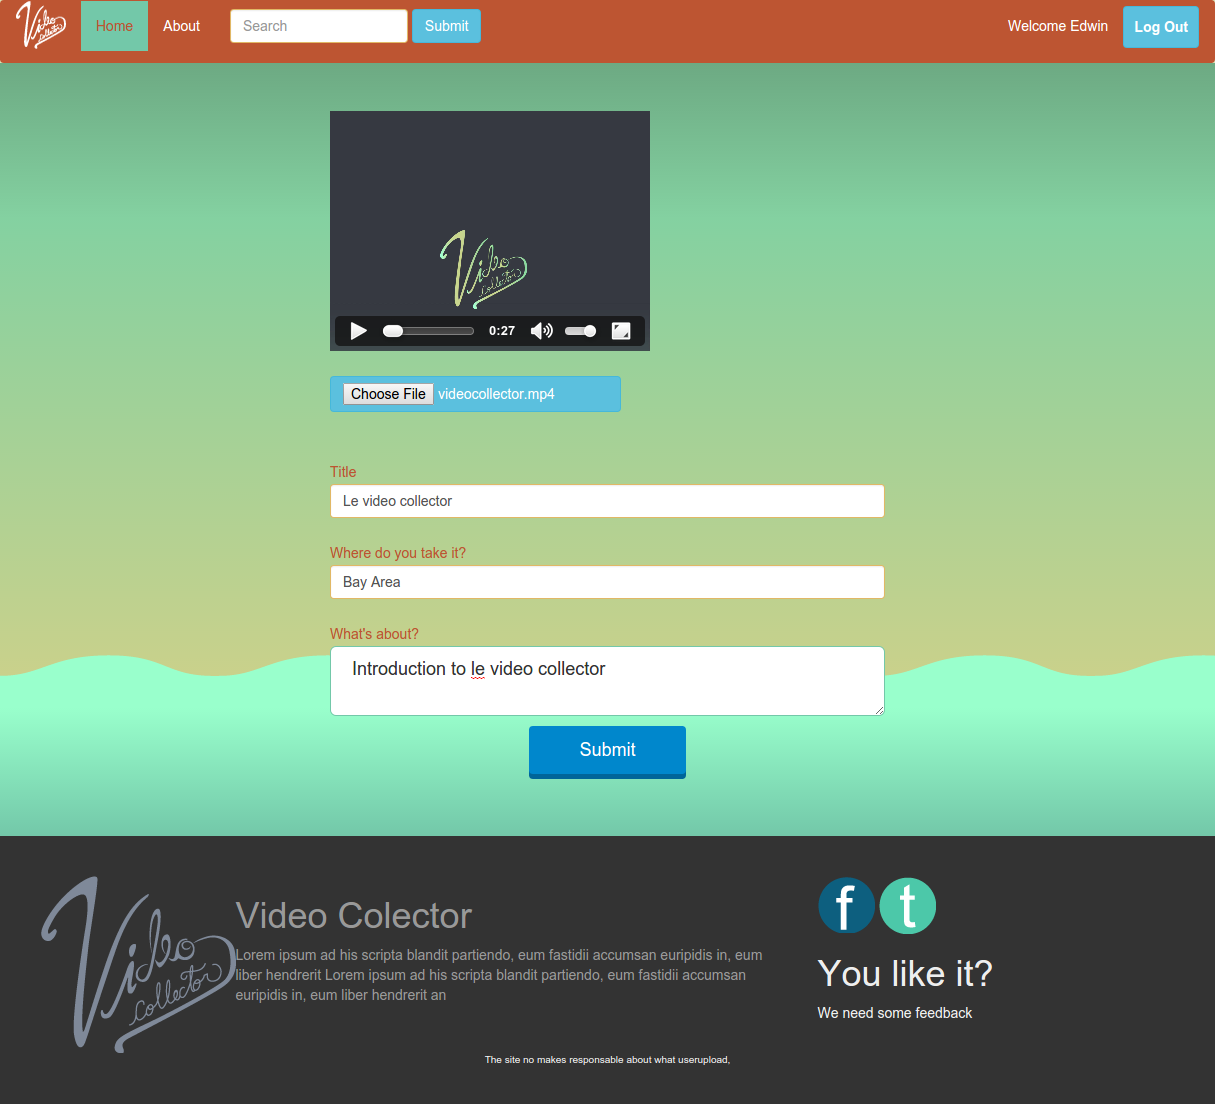 Video collector
Home
About
Search
Submit
Welcome Edwin
Log Out
Video collector
0:27
Choose File videocollector.mp4
Title
Le video collector
Where do you take it?
Bay Area
What's about?
Introduction to le video collector
Submit
Video collector
Video Colector
Lorem ipsum ad his scripta blandit partiendo, eum fastidii accumsan euripidis in, eum
liber hendrerit Lorem ipsum ad his scripta blandit partiendo, eum fastidii accumsan
euripidis in, eum liber hendrerit an
f t
You like it?
We need some feedback
The site no makes responsable about what userupload,